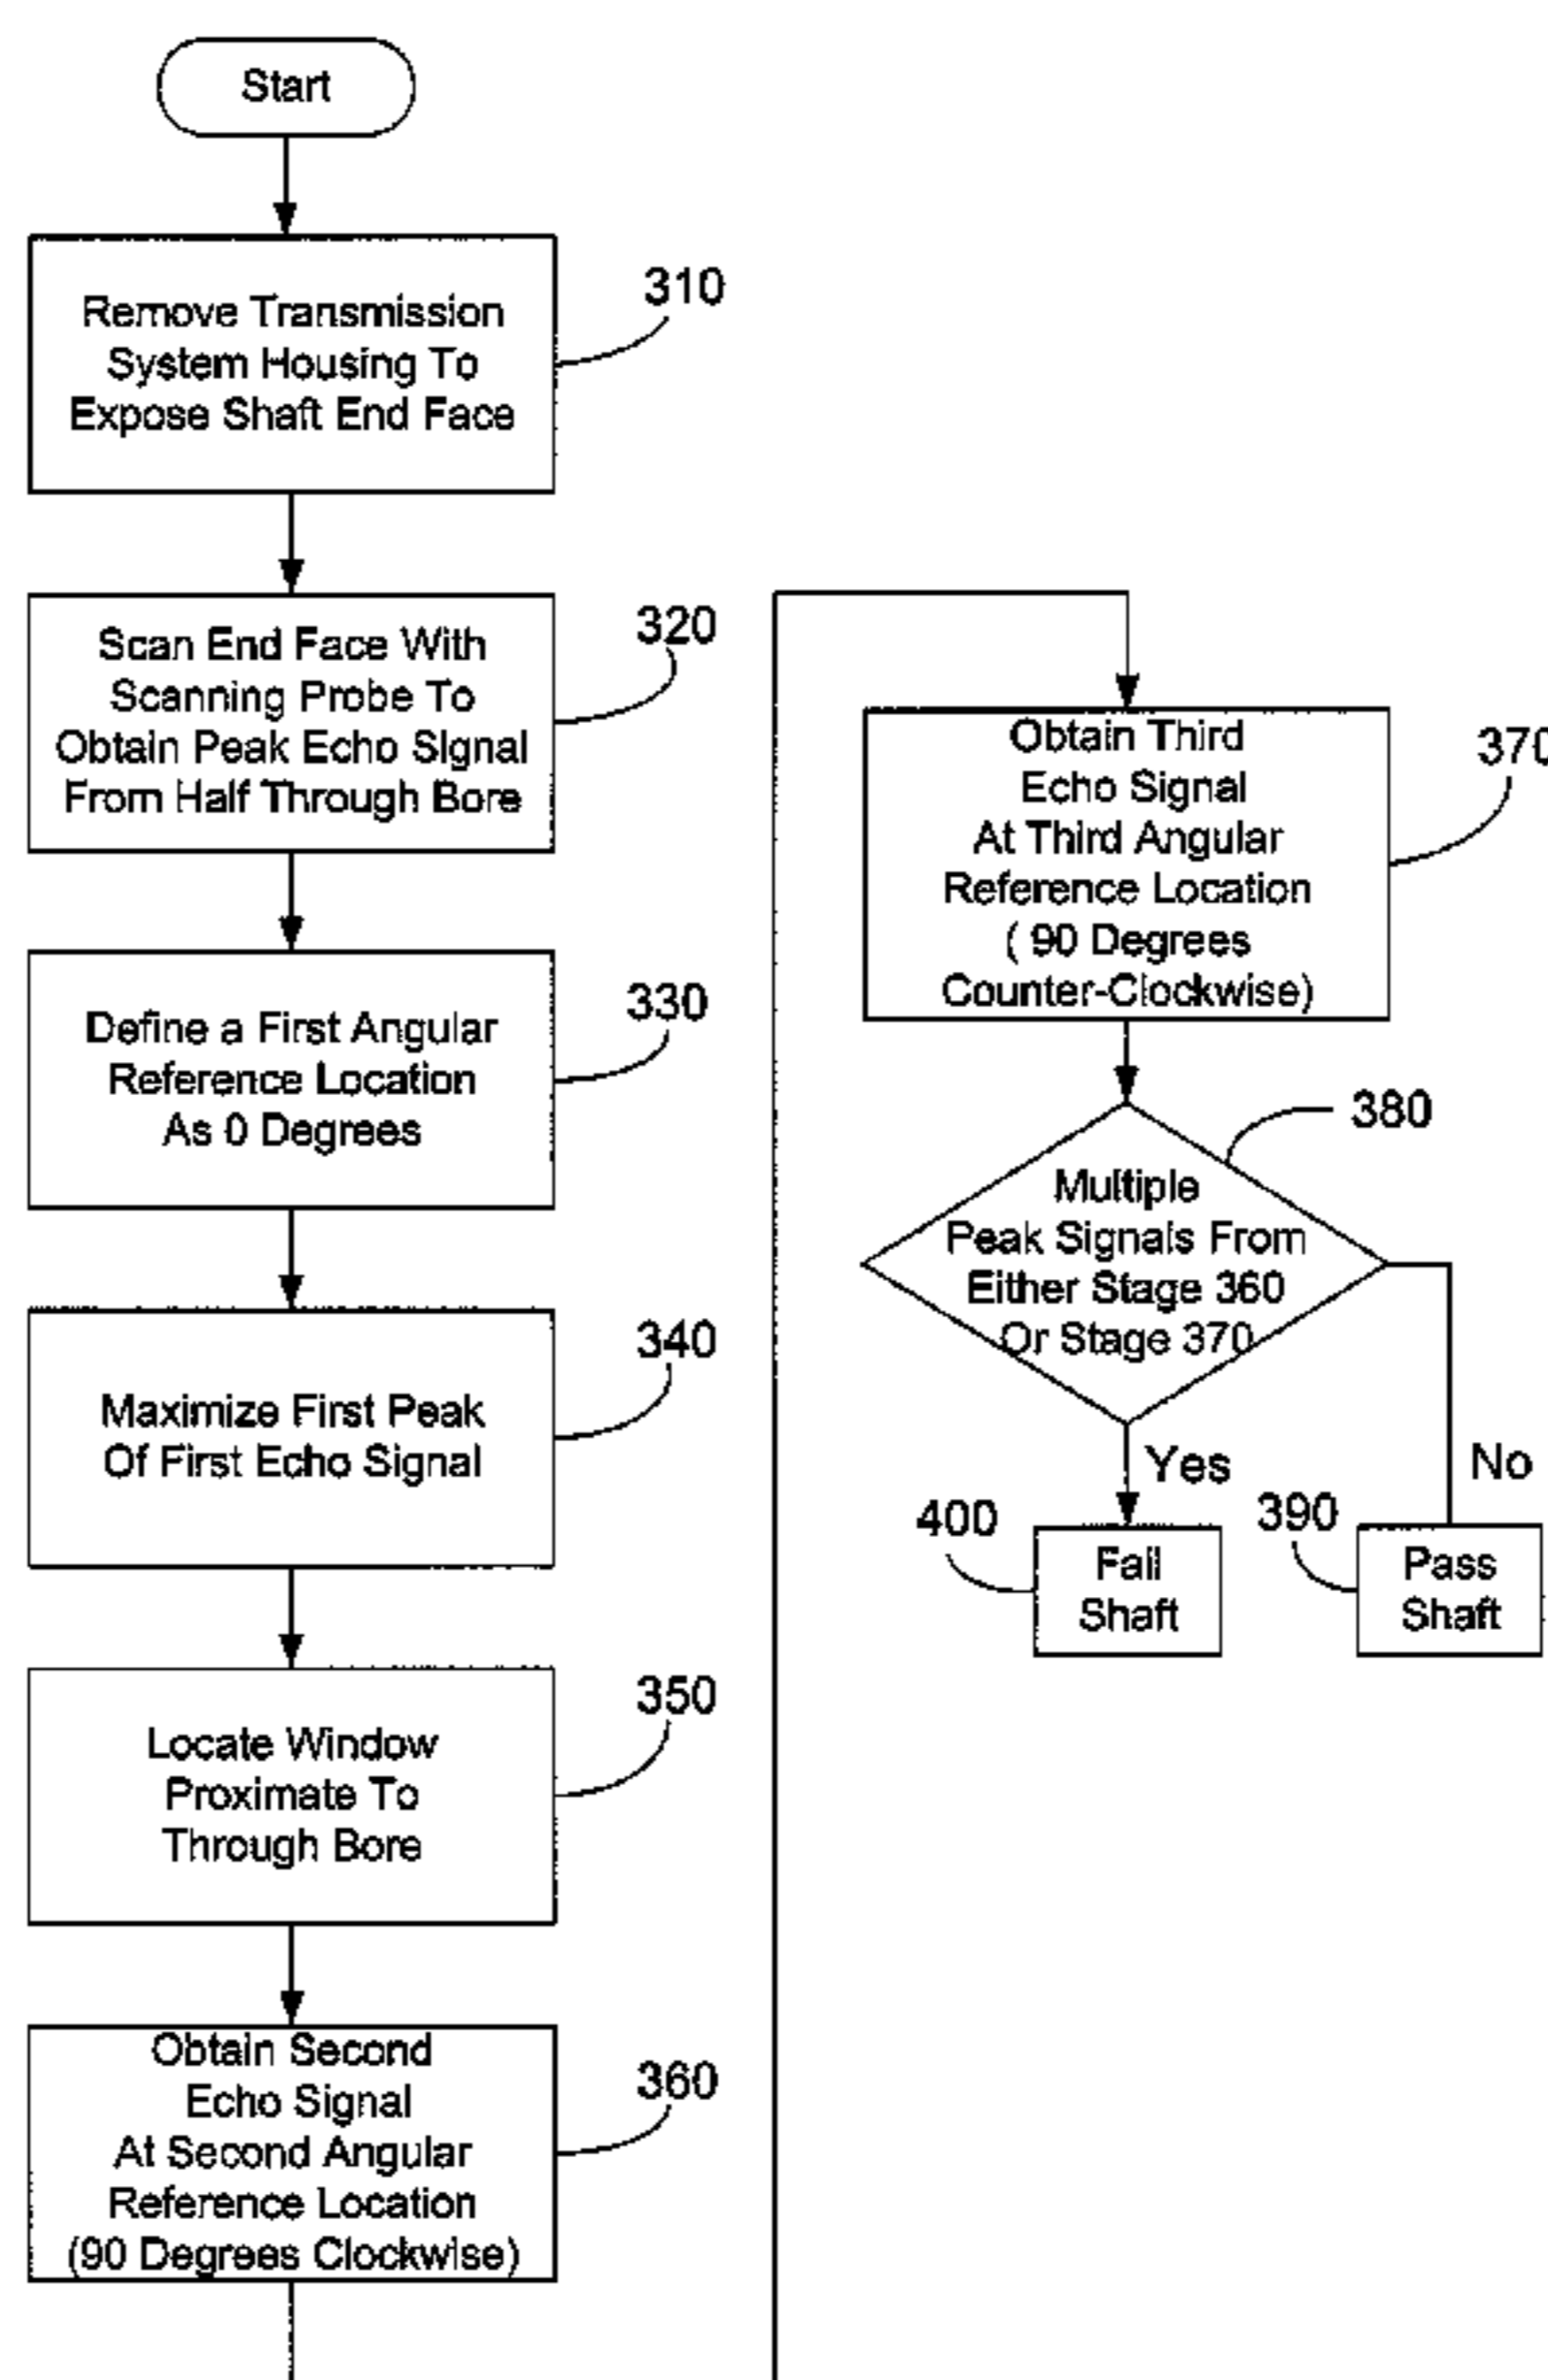 Start
Remove Transmission
System Housing To
Expose Shaft End Face
310
Scan End Face With
Scanning Probe To
Obtain Peak Echo Signal
From Half Through Bore
320
Define a First Angular
Reference Location
As 0 Degrees
330
Maximize First Peak
Of First Echo Signal
340
Locate Window
Proximate To
Through Bore
350
Obtain Second
Echo Signal
At Second Angular
Reference Location
(90 Degrees Clockwise)
360
Obtain Third
Echo Signal
At Third Angular
Reference Location
( 90 Degrees
Counter-Clockwise)
370
Multiple
Peak Signals From
Either Stage 360
Or Stage 370
380
Yes
No
400
Fail
Shaft
390
Pass
Shaft